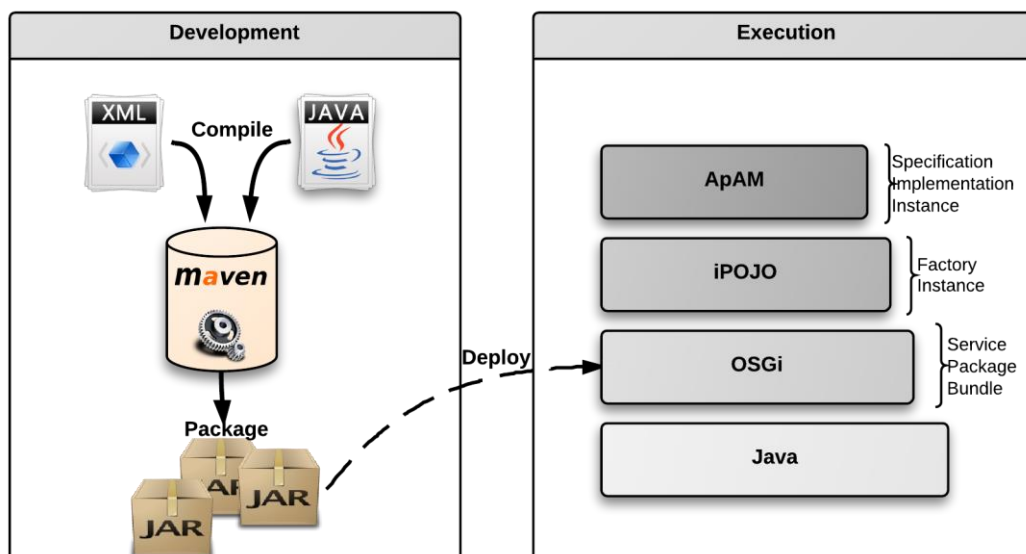 Development
XML
JAVA
Compile
maven
Package
JAR
JAR
JAR
Deploy
Execution
ApAM
Specification
Implementation
Instance
iPOJO
Factory
Instance
OSGi
Service
Package
Bundle
Java